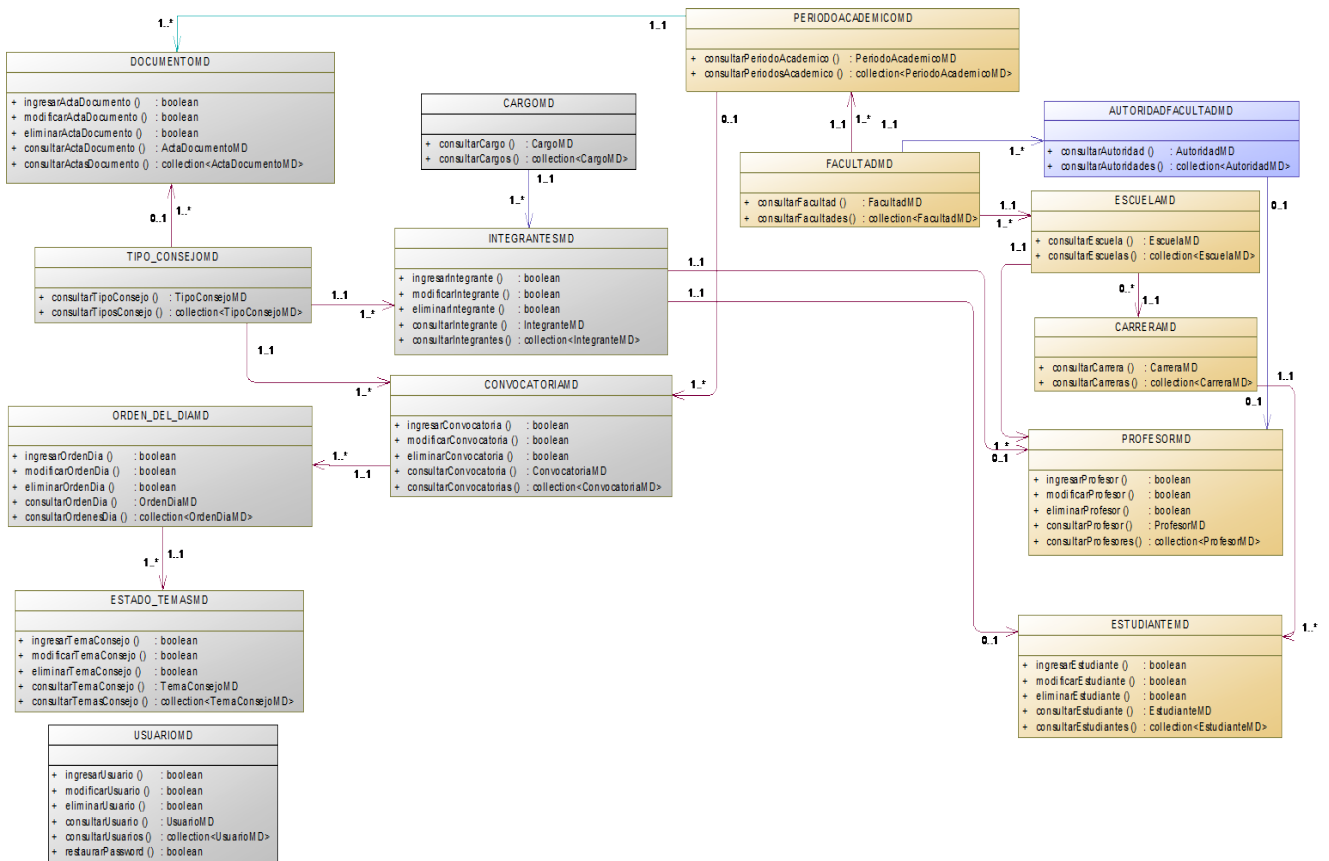 1..*
1..1
PERIODOACADEMICOMD
+ consultarPeriodoAcademico () : PeriodoAcademicoMD
+ consultarPeriodosAcademico () : collection<PeriodoAcademicoMD>
DOCUMENTOMD
+ ingresarActaDocumento () : boolean
+ modificarActaDocumento () : boolean
+ eliminarActaDocumento () : boolean
+ consultarActaDocumento () : ActaDocumentoMD
+ consultarActasDocumento () : collection<ActaDocumentoMD>
CARGOMD
+ consultarCargo () : CargoMD
+ consultarCargos () : collection<CargoMD>
1..1
1..*
0..1
1..1
1..*
1..1
1..*
AUTORIDADFACULTADMD
+ consultarAutoridad () : AutoridadMD
+ consultarAutoridades () : collection<AutoridadMD>
FACULTADMD
+ consultarFacultad () : FacultadMD
+ consultarFacultades () : collection<FacultadMD>
1..1
1..*
0..1
ESCUELAMD
+ consultarEscuela () : EscuelaMD
+ consultarEscuelas () : collection<EscuelaMD>
1..1
0..*
1..1
0..1
1..*
TIPO_CONSEJOMD
+ consultarTipoConsejo () : TipoConsejoMD
+ consultarTiposConsejo () : collection<TipoConsejoMD>
1..1
1..*
INTEGRANTESMD
+ ingresarIntegrante () : boolean
+ modificarIntegrante () : boolean
+ eliminarIntegrante () : boolean
+ consultarIntegrante () : IntegranteMD
+ consultarIntegrantes () : collection<IntegranteMD>
1..1
1..1
CARRERAMD
+ consultarCarrera () : CarreraMD
+ consultarCarreras () : collection<CarreraMD>
1..1
0..1
1..1
1..*
1..*
CONVOCATORIAMD
+ ingresarConvocatoria () : boolean
+ modificarConvocatoria () : boolean
+ eliminarConvocatoria () : boolean
+ consultarConvocatoria () : ConvocatoriaMD
+ consultarConvocatorias () : collection<ConvocatoriaMD>
ORDEN_DEL_DIAMD
+ ingresarOrdenDia () : boolean
+ modificarOrdenDia () : boolean
+ eliminarOrdenDia () : boolean
+ consultarOrdenDia () : OrdenDiaMD
+ consultarOrdenesDia () : collection<OrdenDiaMD>
1..*
1..1
1..*
0..1
PROFESORMD
+ ingresarProfesor () : boolean
+ modificarProfesor () : boolean
+ eliminarProfesor () : boolean
+ consultarProfesor () : ProfesorMD
+ consultarProfesores () : collection<ProfesorMD>
1..1
1..*
ESTADO_TEMASMD
+ ingresarTemaConsejo () : boolean
+ modificarTemaConsejo () : boolean
+ eliminarTemaConsejo () : boolean
+ consultarTemaConsejo () : TemaConsejoMD
+ consultarTemasConsejo () : collection<TemaConsejoMD>
0..1
1..*
ESTUDIANTEMD
+ ingresarEstudiante () : boolean
+ modificarEstudiante () : boolean
+ eliminarEstudiante () : boolean
+ consultarEstudiante () : EstudianteMD
+ consultarEstudiantes () : collection<EstudianteMD>
USUARIOMD
+ ingresarUsuario () : boolean
+ modificarUsuario () : boolean
+ eliminarUsuario () : boolean
+ consultarUsuario () : UsuarioMD
+ consultarUsuarios () : collection<UsuarioMD>
+ restaurarPassword () : boolean